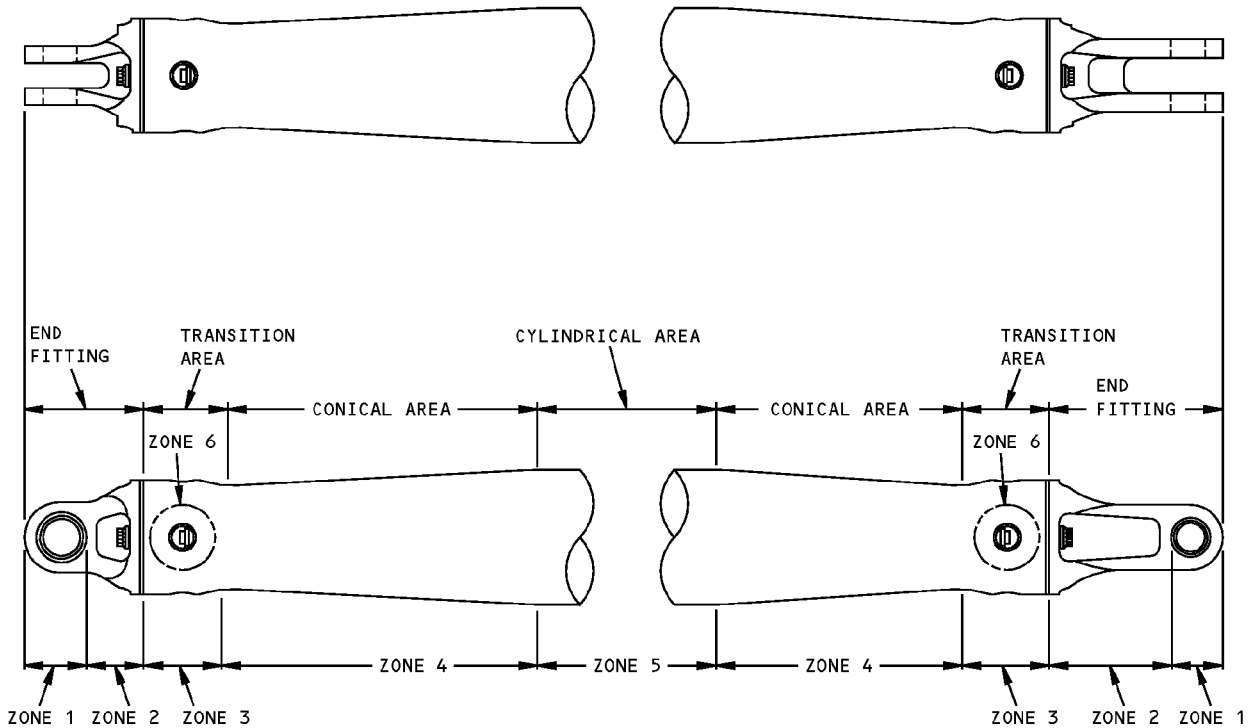 END
FITTING
TRANSITION
AREA
CYLINDRICAL AREA
TRANSITION
AREA
END
FITTING
CONICAL AREA
CONICAL AREA
ZONE 6
ZONE 6
ZONE 4
ZONE 5
ZONE 4
ZONE 1
ZONE 2
ZONE 3
ZONE 3
ZONE 2
ZONE 1